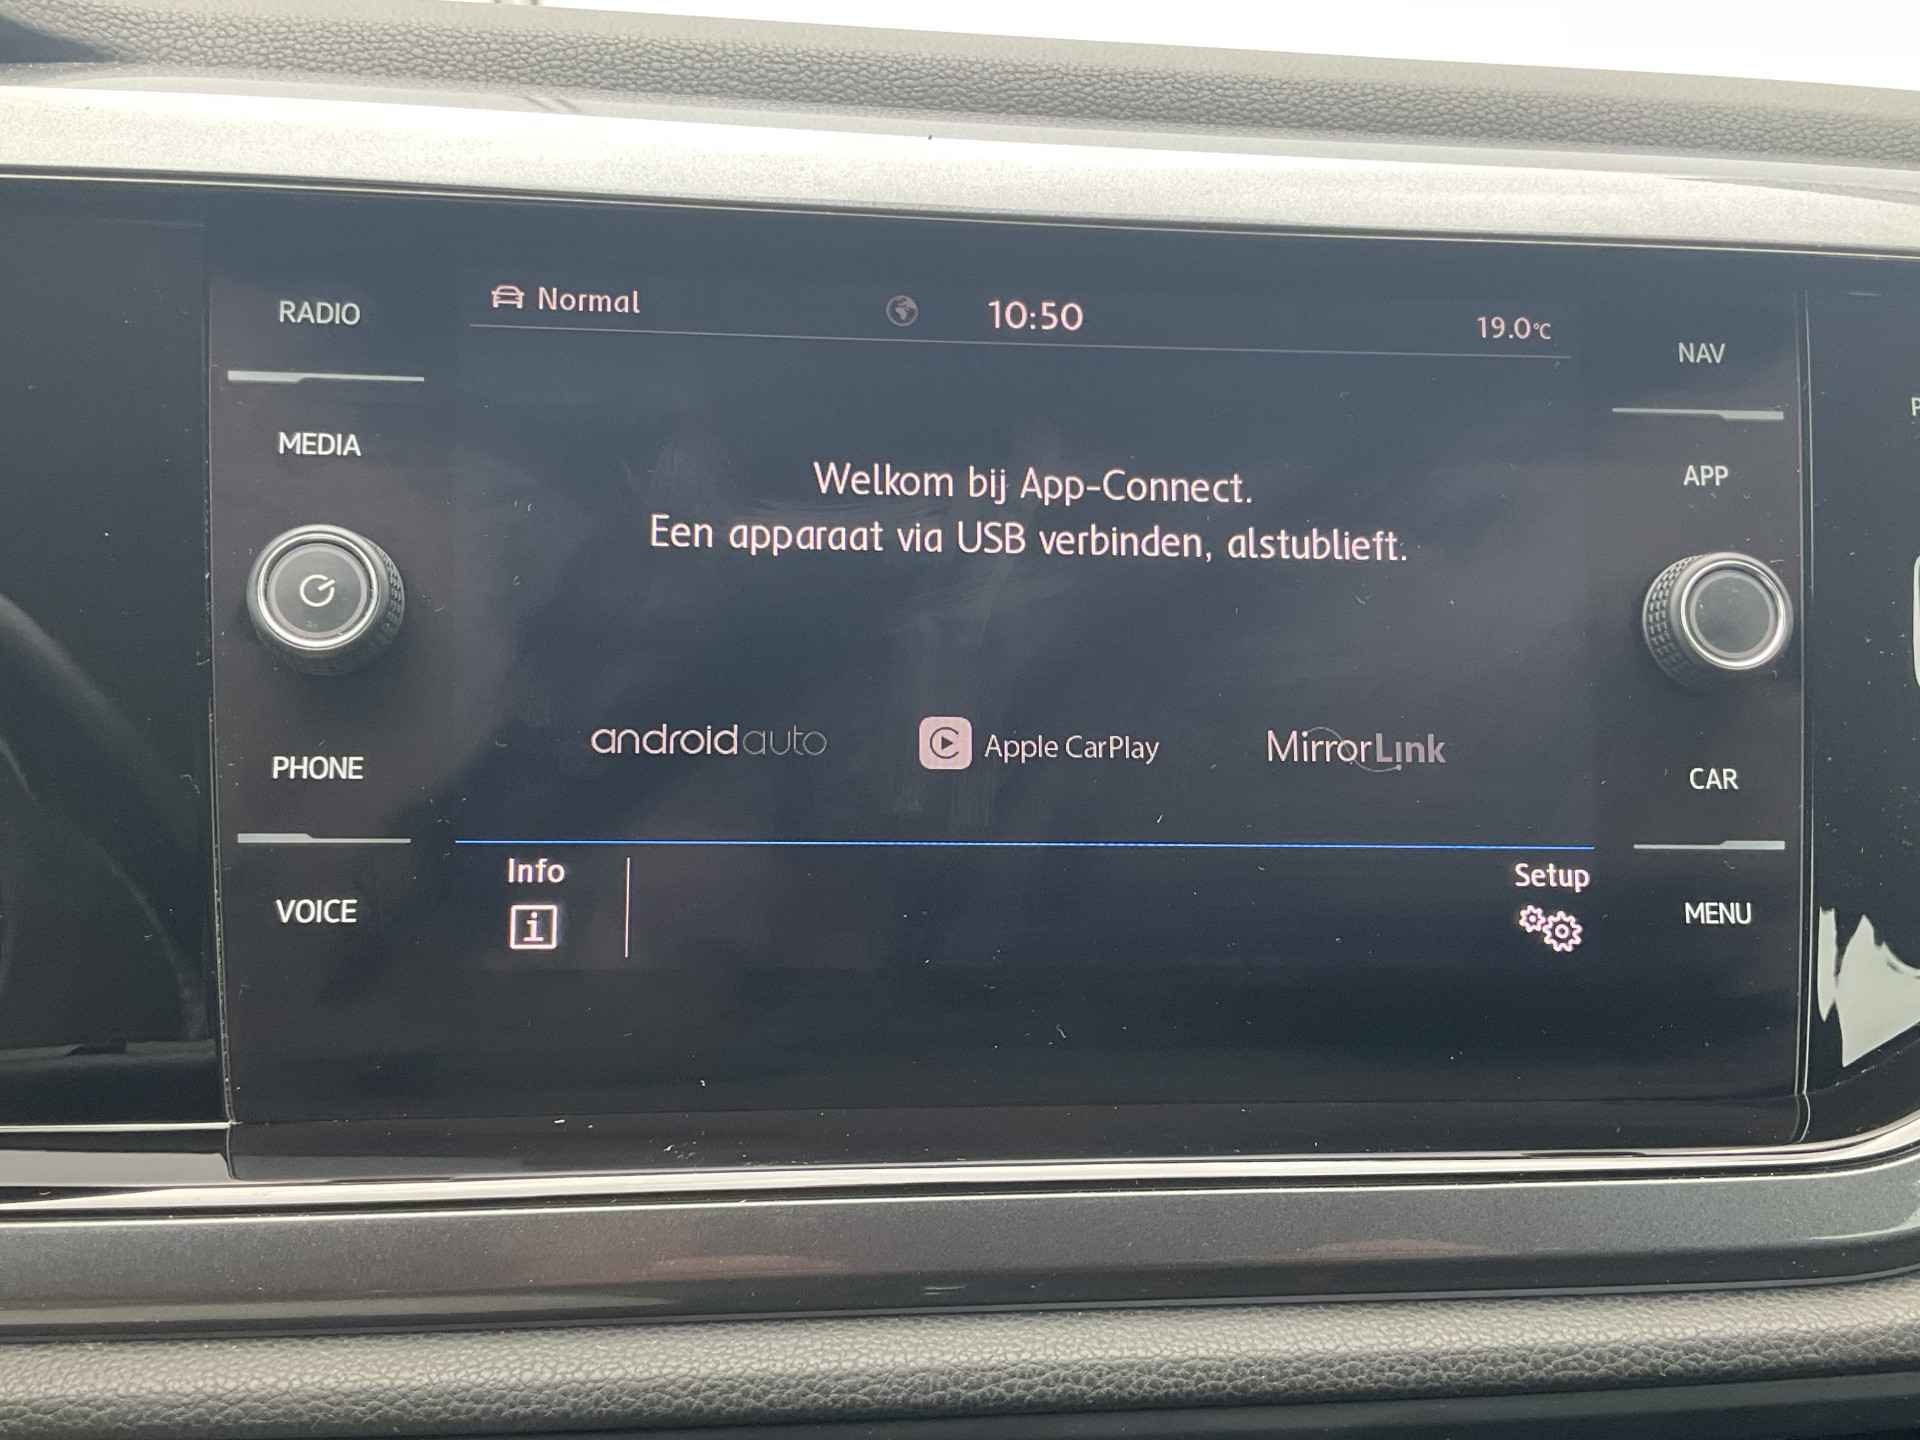 RADIO
MEDIA
PHONE
VOICE
Normal
10:50
19.0°C
Welkom bij App-Connect.
Een apparaat via USB verbinden, alstublieft.
androidauto
Apple CarPlay
MirrorLink
Info
i
Setup
NAV
APP
CAR
MENU